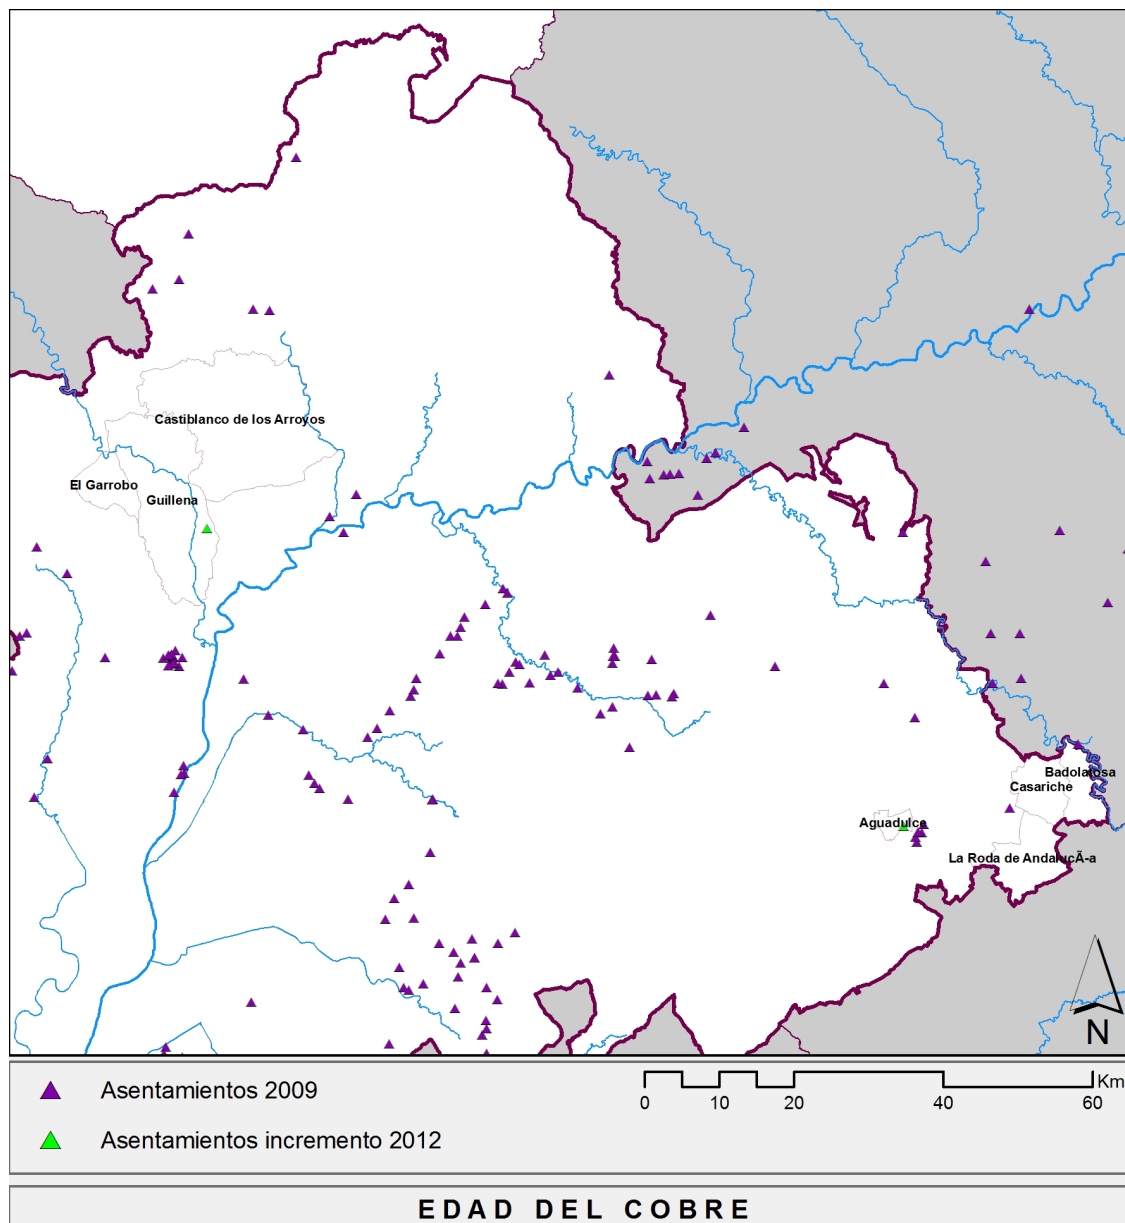 Castiblanco de los Arroyos
El Garrobo
Guillena
Badolatosa
Casariche
Aguadulce
La Roda de AndalucÃ-a
N
Asentamientos 2009
Km
0 10 20 40 60
Asentamientos incremento 2012
EDAD DEL COBRE